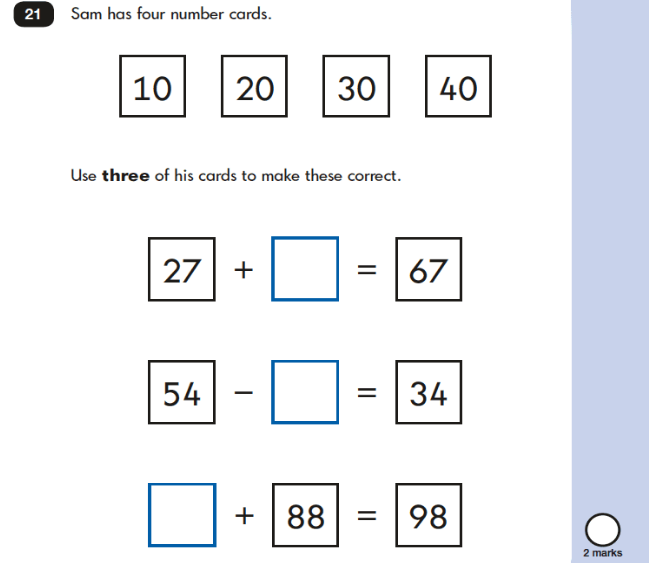 21 Sam has four number cards.
10 20 30 40
Use three of his cards to make these correct.
27 + = 67
54 − = 34
+ 88 = 98
2 marks